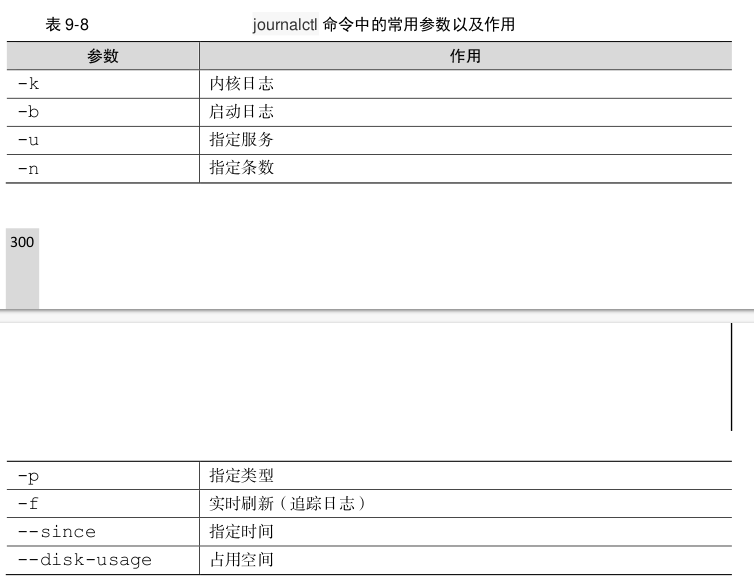 表 9-8 journalctl 命令中的常用参数以及作用
参数 作用
-k 内核日志
-b 启动日志
-u 指定服务
-n 指定条数
300
-p 指定类型
-f 实时刷新（追踪日志）
--since 指定时间
--disk-usage 占用空间